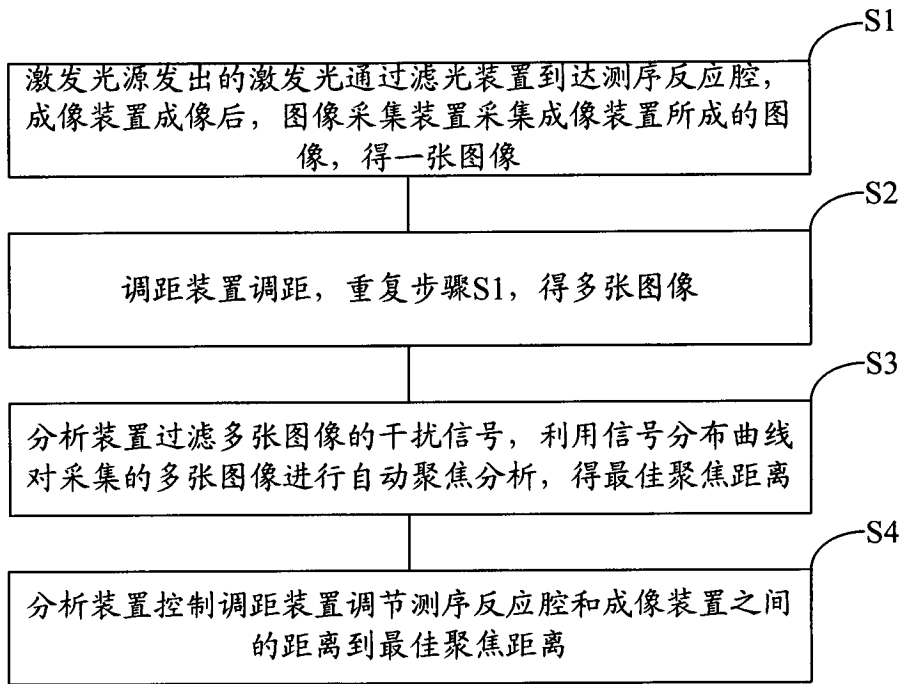 S1
激发光源发出的激发光通过滤光装置到达测序反应腔，
成像装置成像后，图像采集装置采集成像装置所成的图
像，得一张图像
S2
调距装置调距，重复步骤S1，得多张图像
S3
分析装置过滤多张图像的干扰信号，利用信号分布曲线
对采集的多张图像进行自动聚焦分析，得最佳聚焦距离
S4
分析装置控制调距装置调节测序反应腔和成像装置之间
的距离到最佳聚焦距离